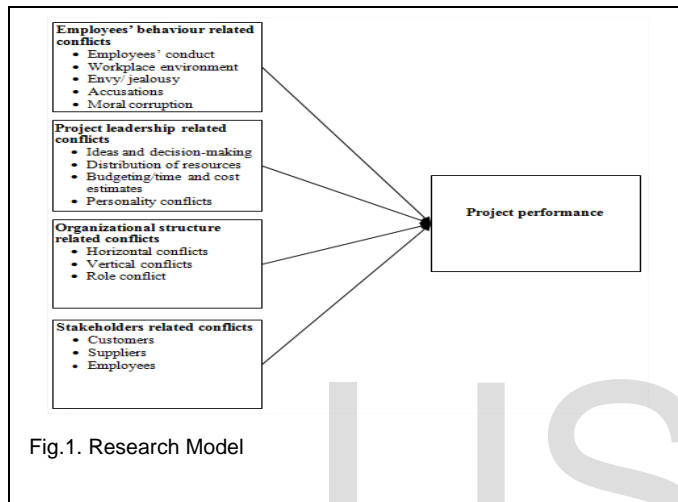 Employees' behaviour related
conflicts
• Employees' conduct
• Workplace environment
• Envy/ jealousy
• Accusations
• Moral corruption
Project leadership related
conflicts
• Ideas and decision-making
• Distribution of resources
• Budgeting/time and cost
estimates
• Personality conflicts
Organizational structure
related conflicts
• Horizontal conflicts
• Vertical conflicts
• Role conflict
Stakeholders related conflicts
• Customers
• Suppliers
• Employees
Project performance
Fig.1. Research Model
US